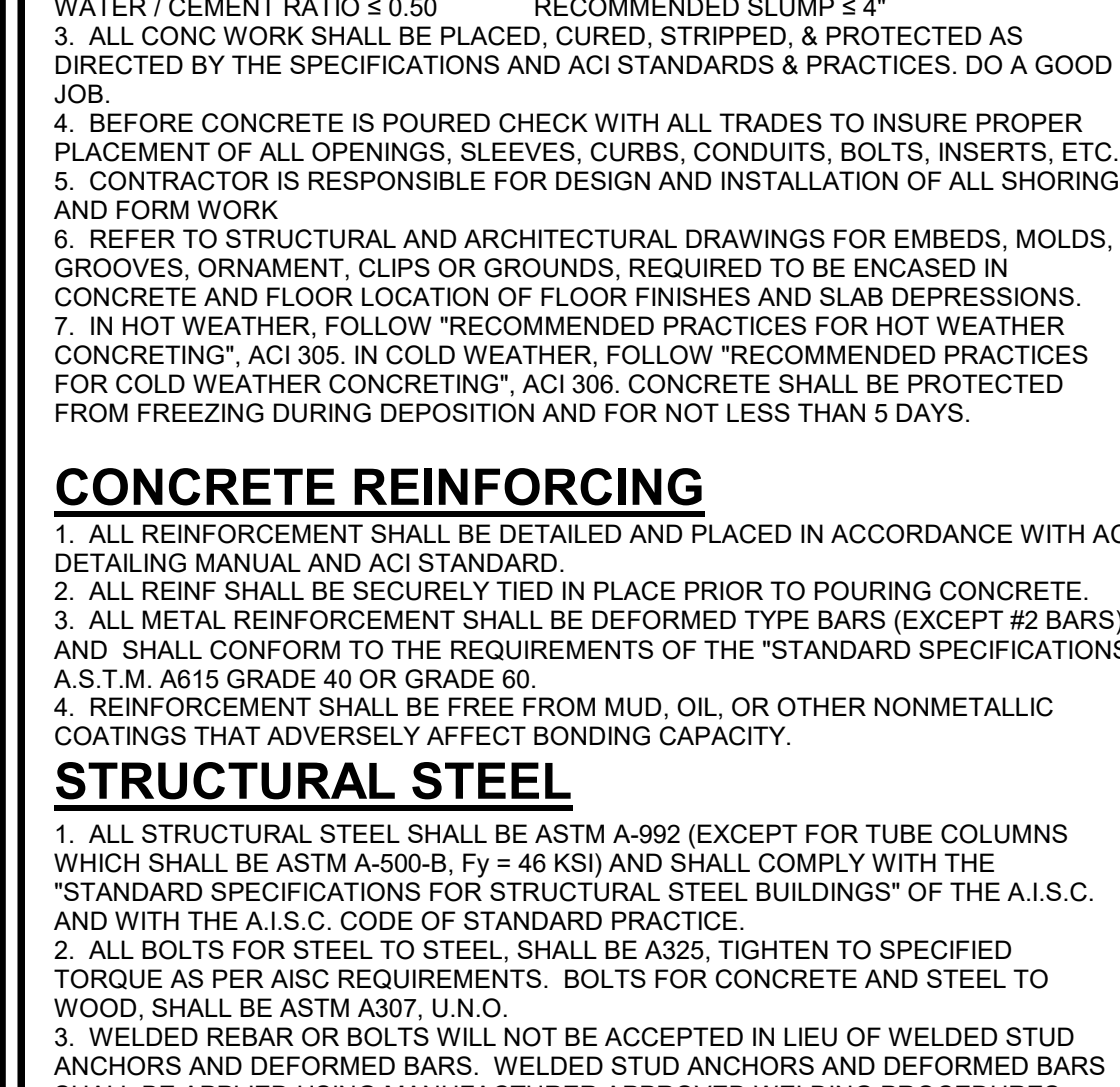 WATER / CEMENT RATIO ≤ 0.50 RECOMMENDED SLUMP ≤ 4"
3. ALL CONC WORK SHALL BE PLACED, CURED, STRIPPED, & PROTECTED AS
DIRECTED BY THE SPECIFICATIONS AND ACI STANDARDS & PRACTICES. DO A GOOD
JOB.
4. BEFORE CONCRETE IS POURED CHECK WITH ALL TRADES TO INSURE PROPER
PLACEMENT OF ALL OPENINGS, SLEEVES, CURBS, CONDUITS, BOLTS, INSERTS, ETC.
5. CONTRACTOR IS RESPONSIBLE FOR DESIGN AND INSTALLATION OF ALL SHORING
AND FORM WORK
6. REFER TO STRUCTURAL AND ARCHITECTURAL DRAWINGS FOR EMBEDS, MOLDS,
GROOVES, ORNAMENT, CLIPS OR GROUNDS, REQUIRED TO BE ENCASED IN
CONCRETE AND FLOOR LOCATION OF FLOOR FINISHES AND SLAB DEPRESSIONS.
7. IN HOT WEATHER, FOLLOW "RECOMMENDED PRACTICES FOR HOT WEATHER
CONCRETING", ACI 305. IN COLD WEATHER, FOLLOW "RECOMMENDED PRACTICES
FOR COLD WEATHER CONCRETING", ACI 306. CONCRETE SHALL BE PROTECTED
FROM FREEZING DURING DEPOSITION AND FOR NOT LESS THAN 5 DAYS.
CONCRETE REINFORCING
1. ALL REINFORCEMENT SHALL BE DETAILED AND PLACED IN ACCORDANCE WITH
DETAILING MANUAL AND ACI STANDARD.
2. ALL REINF SHALL BE SECURELY TIED IN PLACE PRIOR TO POURING CONCRETE.
3. ALL METAL REINFORCEMENT SHALL BE DEFORMED TYPE BARS (EXCEPT #2 BARS)
AND SHALL CONFORM TO THE REQUIREMENTS OF THE "STANDARD SPECIFICATIONS
A.S.T.M. A615 GRADE 40 OR GRADE 60.
4. REINFORCEMENT SHALL BE FREE FROM MUD, OIL, OR OTHER NONMETALLIC
COATINGS THAT ADVERSELY AFFECT BONDING CAPACITY.
STRUCTURAL STEEL
1. ALL STRUCTURAL STEEL SHALL BE ASTM A-992 (EXCEPT FOR TUBE COLUMNS
WHICH SHALL BE ASTM A-500-B, Fy = 46 KSI) AND SHALL COMPLY WITH THE
"STANDARD SPECIFICATIONS FOR STRUCTURAL STEEL BUILDINGS" OF THE A.I.S.C.
AND WITH THE A.I.S.C. CODE OF STANDARD PRACTICE.
2. ALL BOLTS FOR STEEL TO STEEL, SHALL BE A325, TIGHTEN TO SPECIFIED
TORQUE AS PER AISC REQUIREMENTS. BOLTS FOR CONCRETE AND STEEL TO
WOOD, SHALL BE ASTM A307, U.N.O.
3. WELDED REBAR OR BOLTS WILL NOT BE ACCEPTED IN LIEU OF WELDED STUD
ANCHORS AND DEFORMED BARS. WELDED STUD ANCHORS AND DEFORMED BARS
SHALL BE APPLIED USING MANUFACTURER APPROVED WELDING PROCEDURES